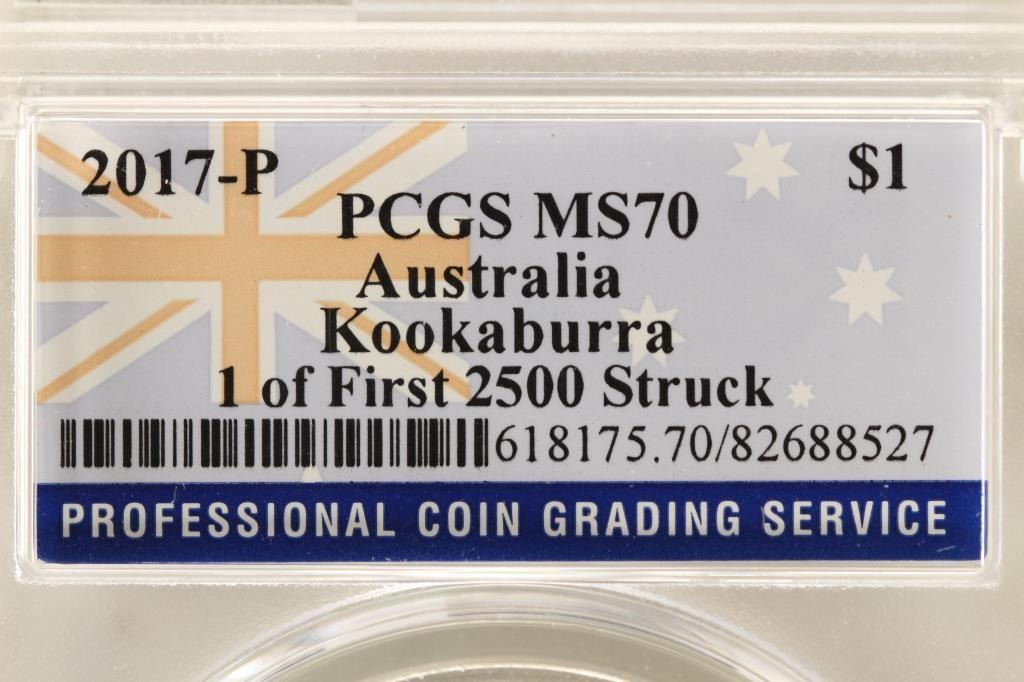 2017-P $1
PCGS MS70
Australia
Kookaburra
1 of First 2500 Struck
618175.70/82688527
PROFESSIONAL COIN GRADING SERVICE